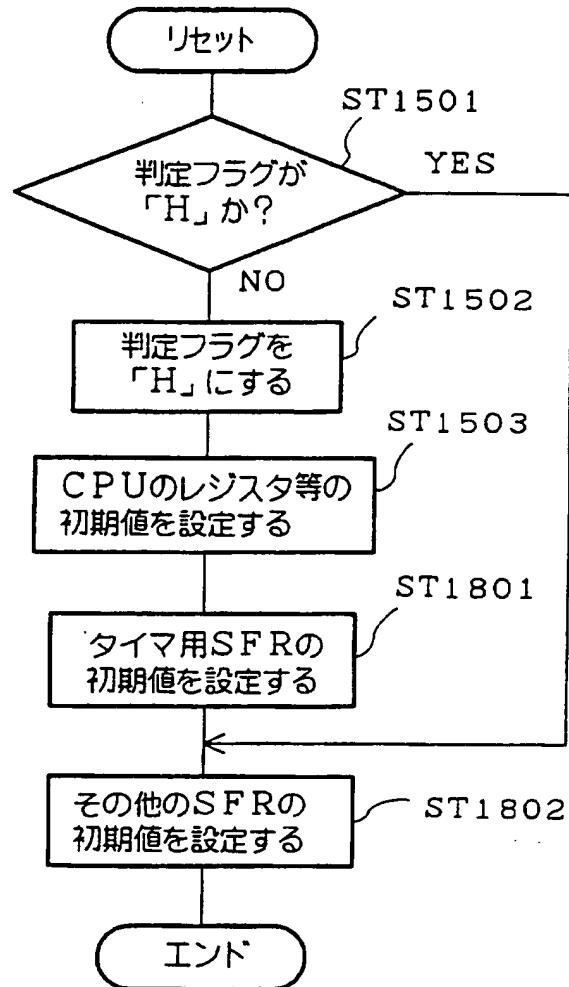 リセット
ST1501
判定フラグが
「H」か?
YES
NO
ST1502
判定フラグを
「H」にする
ST1503
CPUのレジスタ等の
初期値を設定する
ST1801
タイマ用SFRの
初期値を設定する
その他のSFRの
初期値を設定する
ST1802
エンド